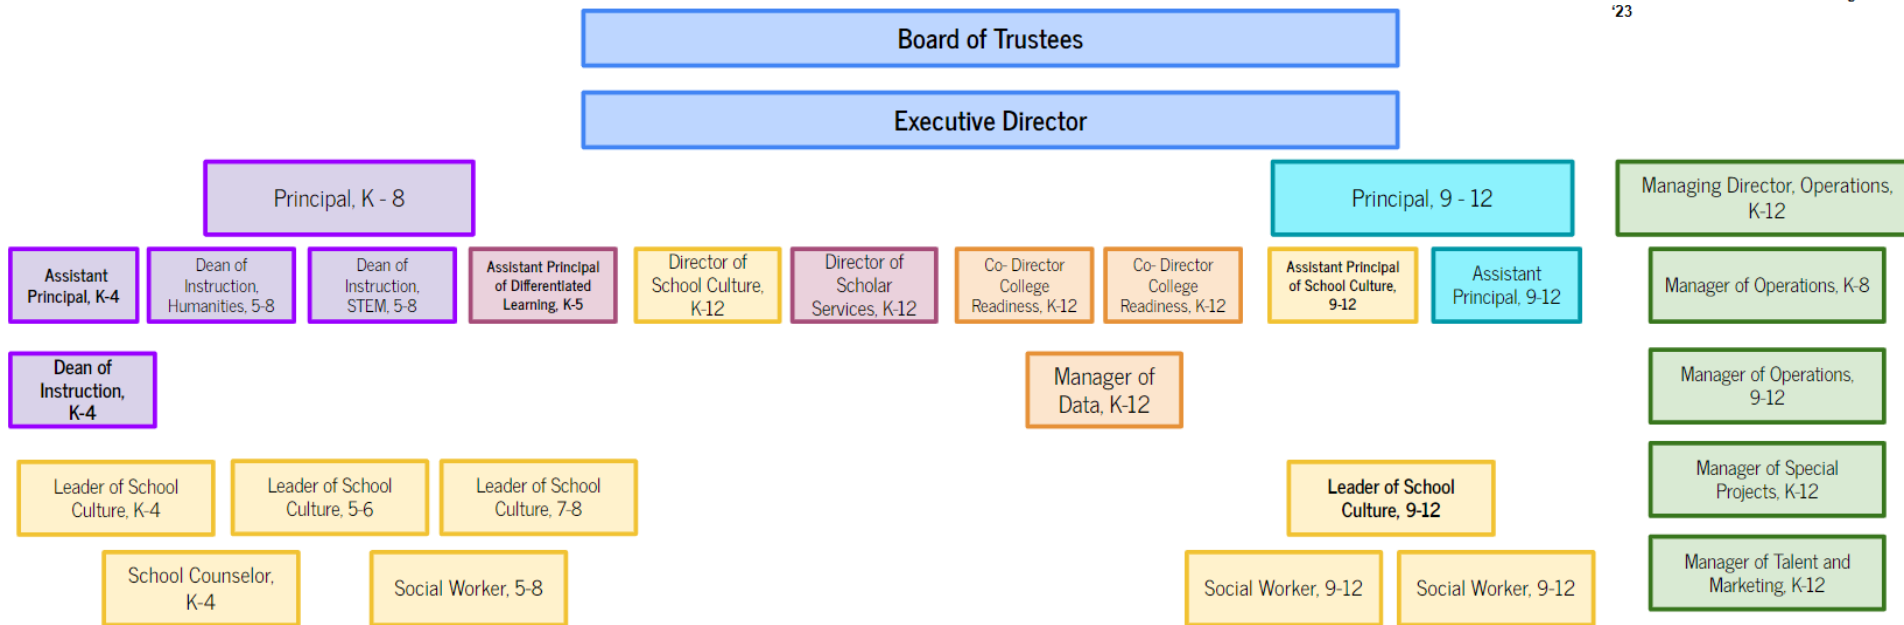 ‘23
Board of Trustees
Executive Director
Principal, K - 8
Principal, 9 - 12
Managing Director, Operations,
K-12
Assistant
Principal, K-4
Dean of
Instruction,
Humanities, 5-8
Dean of
Instruction,
STEM, 5-8
Assistant Principal
of Differentiated
Learning, K-5
Director of
School Culture,
K-12
Director of
Scholar
Services, K-12
Co- Director
College
Readiness, K-12
Co- Director
College
Readiness, K-12
Assistant Principal
of School Culture,
9-12
Assistant
Principal, 9-12
Manager of Operations, K-8
Dean of
Instruction,
K-4
Manager of
Data, K-12
Manager of Operations,
9-12
Leader of School
Culture, K-4
Leader of School
Culture, 5-6
Leader of School
Culture, 7-8
Leader of School
Culture, 9-12
Manager of Special
Projects, K-12
School Counselor,
K-4
Social Worker, 5-8
Social Worker, 9-12
Social Worker, 9-12
Manager of Talent and
Marketing, K-12